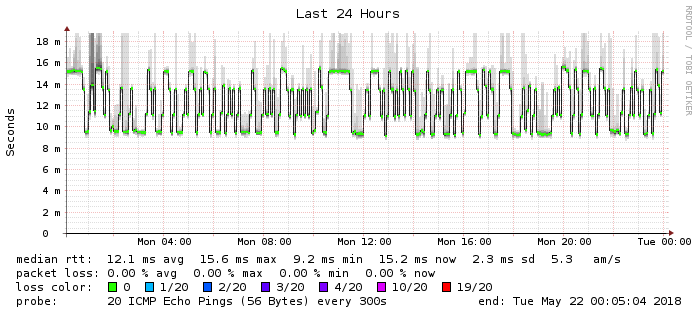 Last 24 Hours
RRDTOOL / TOBI OETIKER
Seconds
18 m
16 m
14 m
12 m
10 m
8 m
6 m
4 m
2 m
0
Mon 04:00 Mon 08:00 Mon 12:00 Mon 16:00 Mon 20:00 Tue 00:00
median rtt: 12.1 ms avg 15.6 ms max 9.2 ms min 15.2 ms now 2.3 ms sd 5.3 am/s
packet loss: 0.00 % avg 0.00 % max 0.00 % min 0.00 % now
loss color: 0 1/20 2/20 3/20 4/20 10/20 19/20
probe: 20 ICMP Echo Pings (56 Bytes) every 300s end: Tue May 22 00:05:04 2018